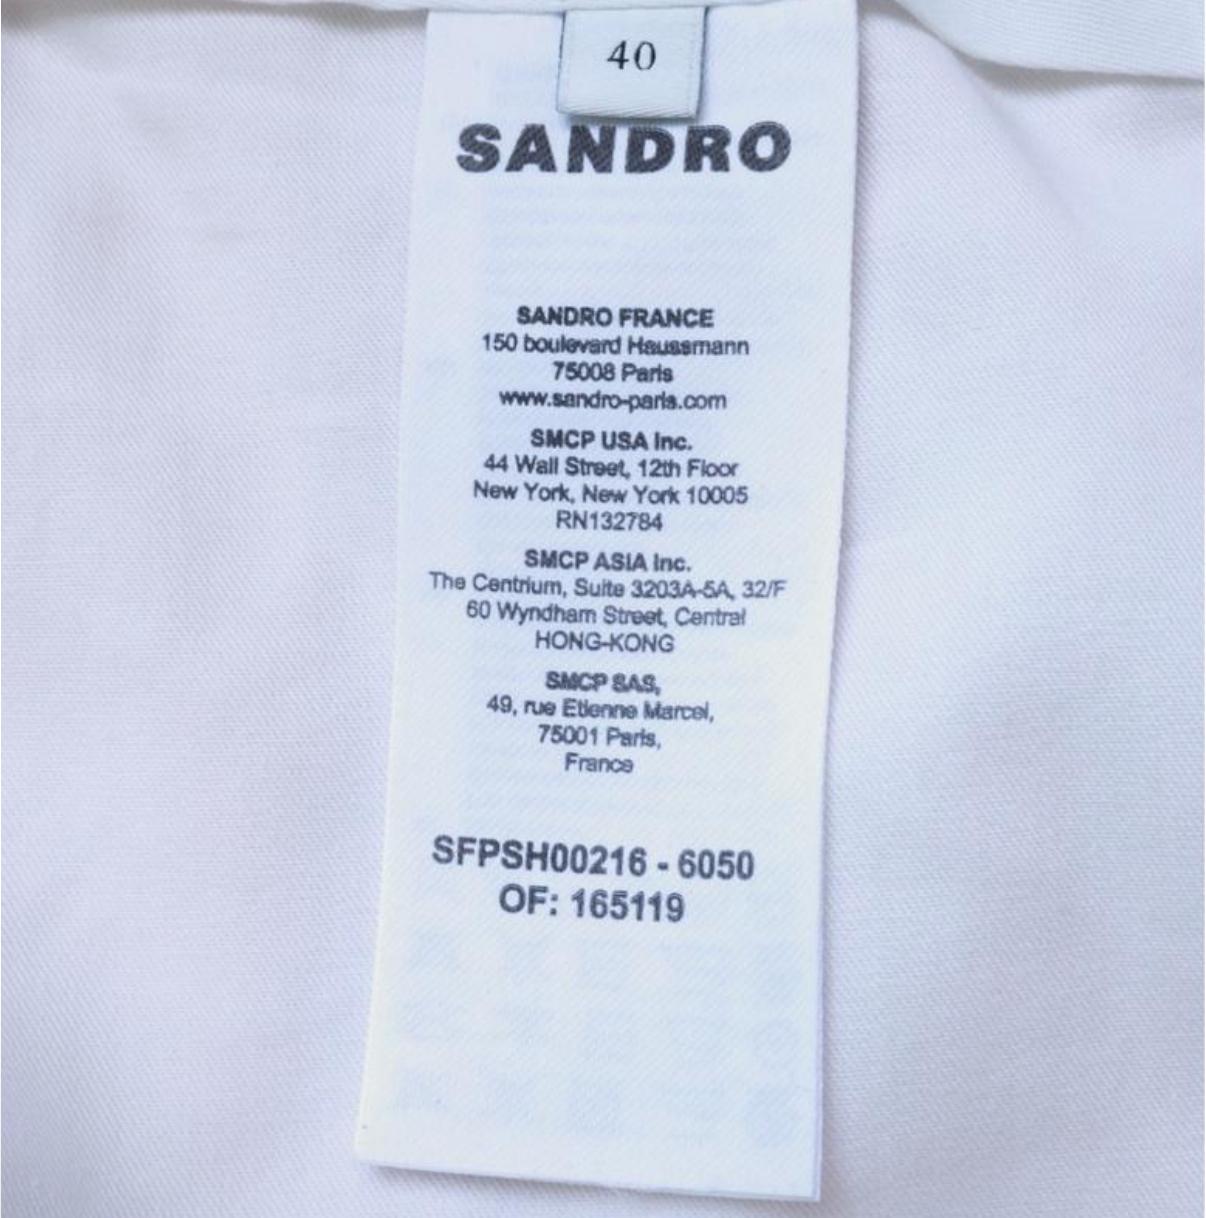 40
SANDRO
SANDRO FRANCE
150 boulevard Haussmann
75008 Paris
www.sandro-paris.com
SMCP USA Inc.
44 Wall Street, 12th Floor
New York, New York 10005
RN132784
SMCP ASIA Inc.
The Centrium, Suite 3203A-5A, 32/F
60 Wyndham Street, Central
HONG-KONG
SMCP SAS,
49, rue Etienne Marcel,
75001 Paris,
France
SFPSH00216 - 6050
OF: 165119